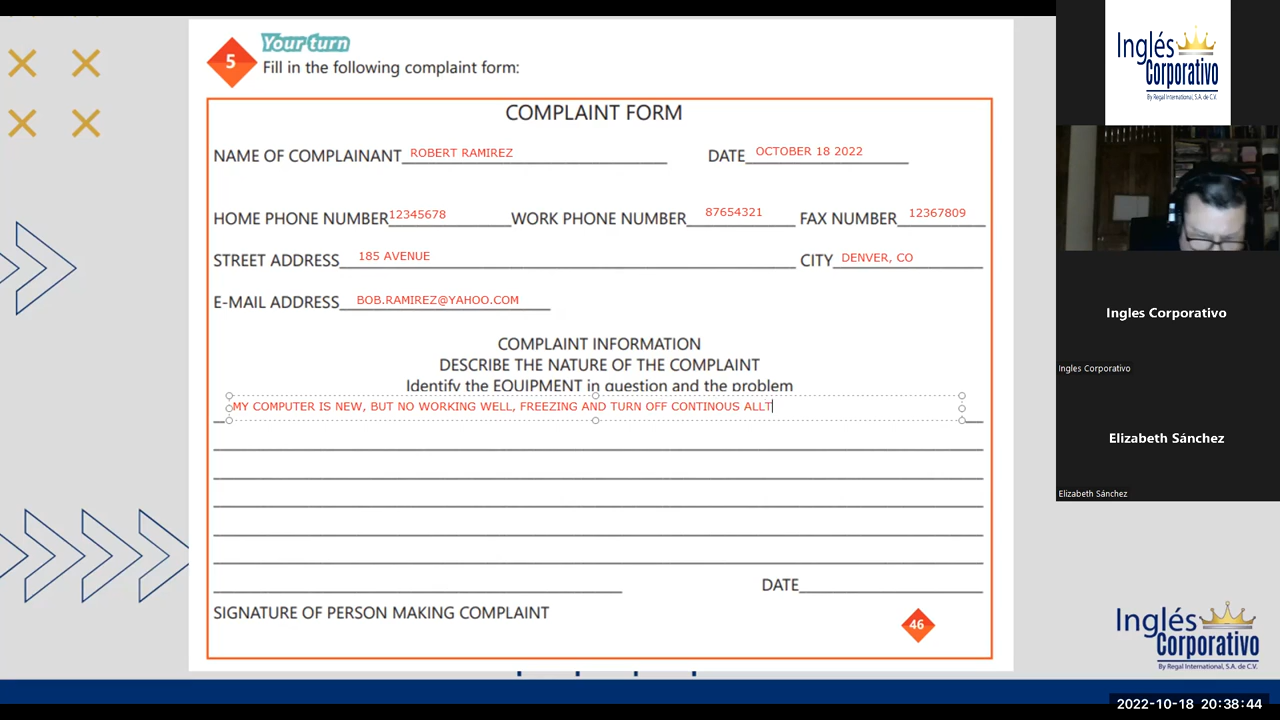 5
Your turn
Fill in the following complaint form:
COMPLAINT FORM
NAME OF COMPLAINANT ROBERT RAMIREZ DATE OCTOBER 18 2022
HOME PHONE NUMBER 12345678 WORK PHONE NUMBER 87654321 FAX NUMBER 12367809
STREET ADDRESS 185 AVENUE CITY DENVER, CO
E-MAIL ADDRESS BOB.RAMIREZ@YAHOO.COM
COMPLAINT INFORMATION
DESCRIBE THE NATURE OF THE COMPLAINT
Identify the EQUIPMENT in question and the problem
MY COMPUTER IS NEW, BUT NO WORKING WELL, FREEZING AND TURN OFF CONTINOUS ALLT
DATE
SIGNATURE OF PERSON MAKING COMPLAINT
46
Inglés
Corporativo
By Regal International, S.A. de C.V.
Ingles Corporativo
Ingles Corporativo
Elizabeth Sánchez
Elizabeth Sánchez
Inglés
Corporativo
By Regal International, S.A. de C.V.
2022-10-18 20:38:44